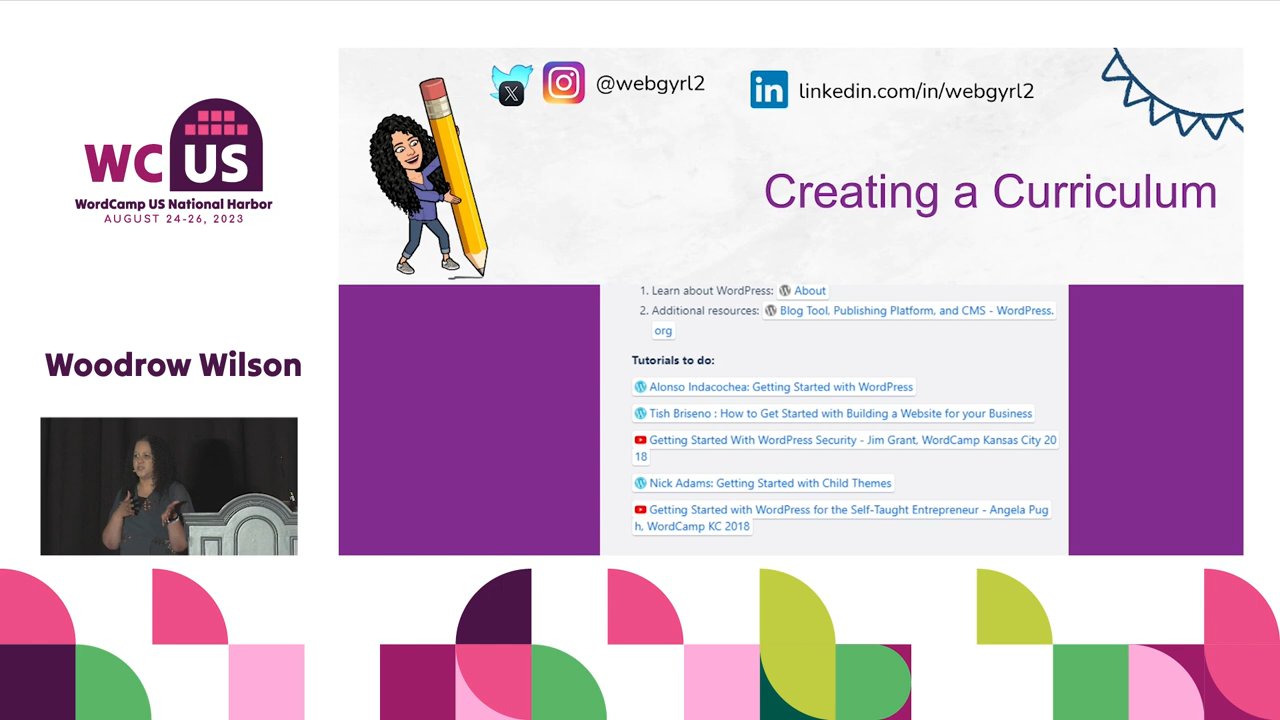 WC US
WordCamp US National Harbor
AUGUST 24-26, 2023
Woodrow Wilson
@webgyrl2
linkedin.com/in/webgyrl2
Creating a Curriculum
1. Learn about WordPress: About
2. Additional resources: Blog Tool, Publishing Platform, and CMS - WordPress.
org
Tutorials to do:
Alonso Indacochea: Getting Started with WordPress
Tish Briseno : How to Get Started with Building a Website for your Business
Getting Started With WordPress Security - Jim Grant, WordCamp Kansas City 20
18
Nick Adams: Getting Started with Child Themes
Getting Started with WordPress for the Self-Taught Entrepreneur - Angela Pug
h, WordCamp KC 2018